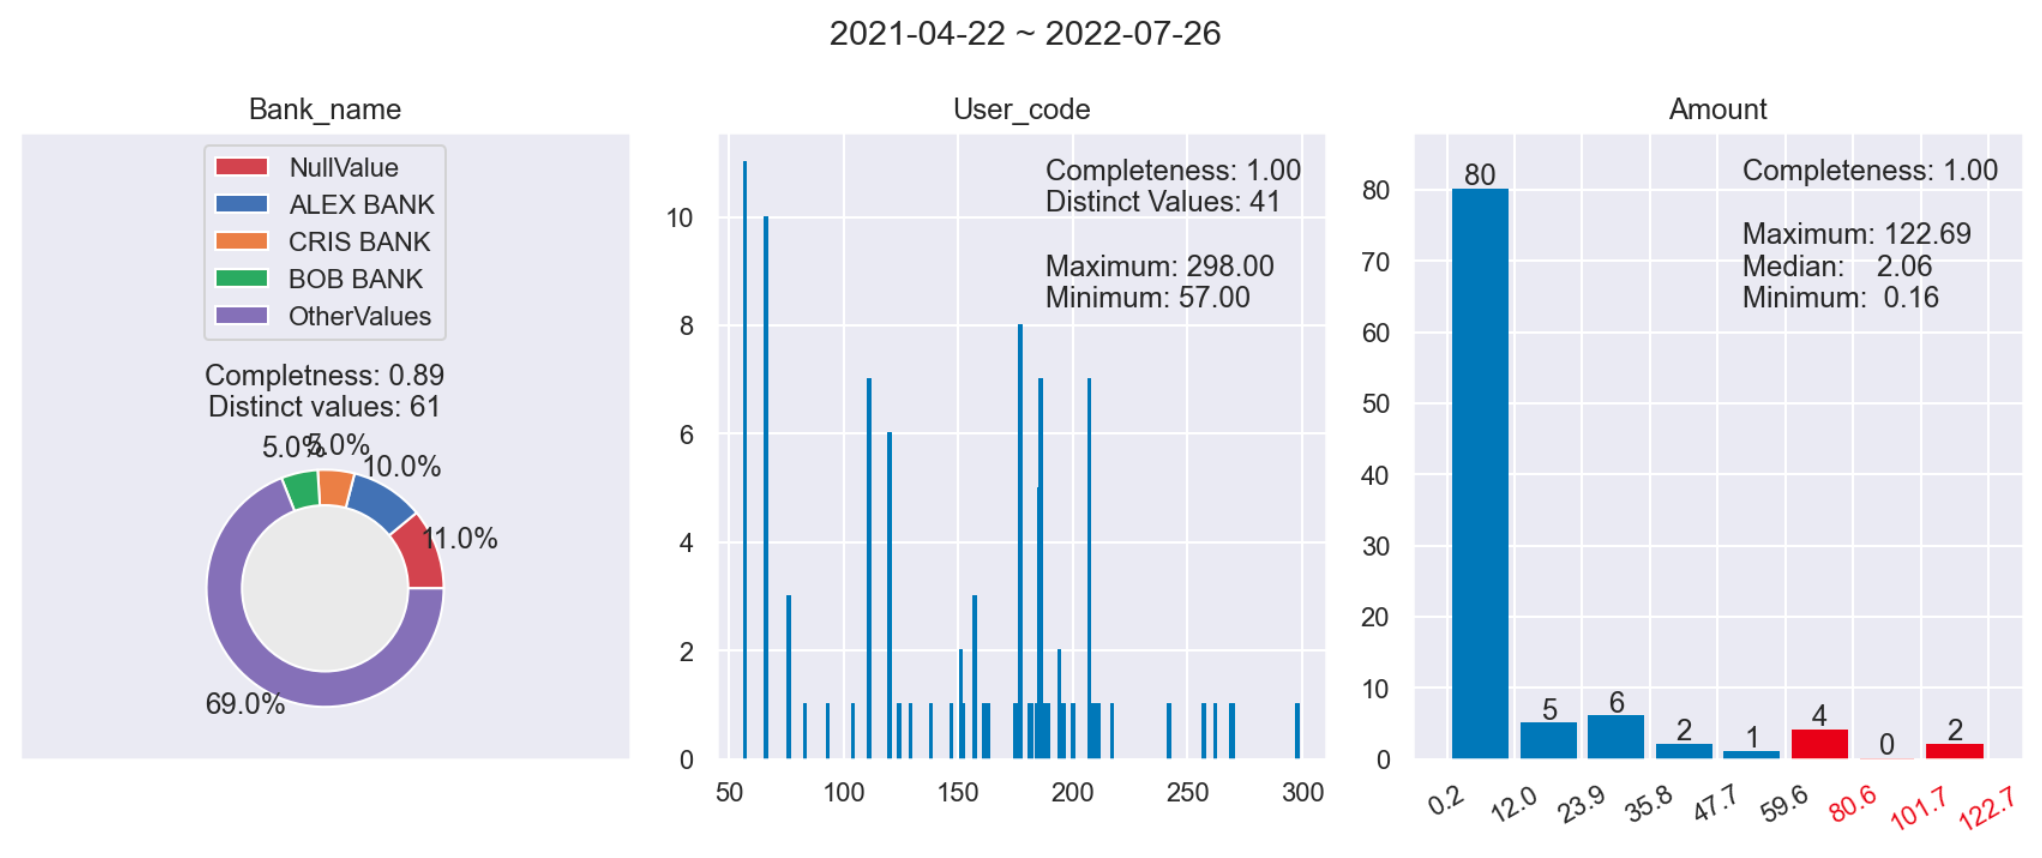 2021-04-22 ~ 2022-07-26
Bank_name
NullValue
ALEX BANK
CRIS BANK
BOB BANK
OtherValues
Completness: 0.89
Distinct values: 61
5.0%
5.0%
10.0%
11.0%
69.0%
User_code
Completeness: 1.00
Distinct Values: 41
Maximum: 298.00
Minimum: 57.00
10
8
6
4
2
0
50 100 150 200 250 300
Amount
Completeness: 1.00
Maximum: 122.69
Median: 2.06
Minimum: 0.16
80
70
60
50
40
30
20
10
0
80 5 6 2 1 4 0 2
0.2 12.0 23.9 35.8 47.7 59.6 80.6 101.7 122.7